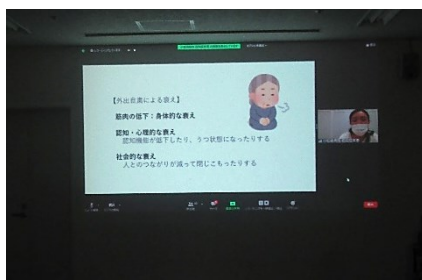 【外出自粛による衰え】
筋肉の低下：身体的な衰え
認知・心理的な衰え
認知機能が低下したり、うつ状態になったりする
社会的な衰え
人とのつながりが減って閉じこもったりする